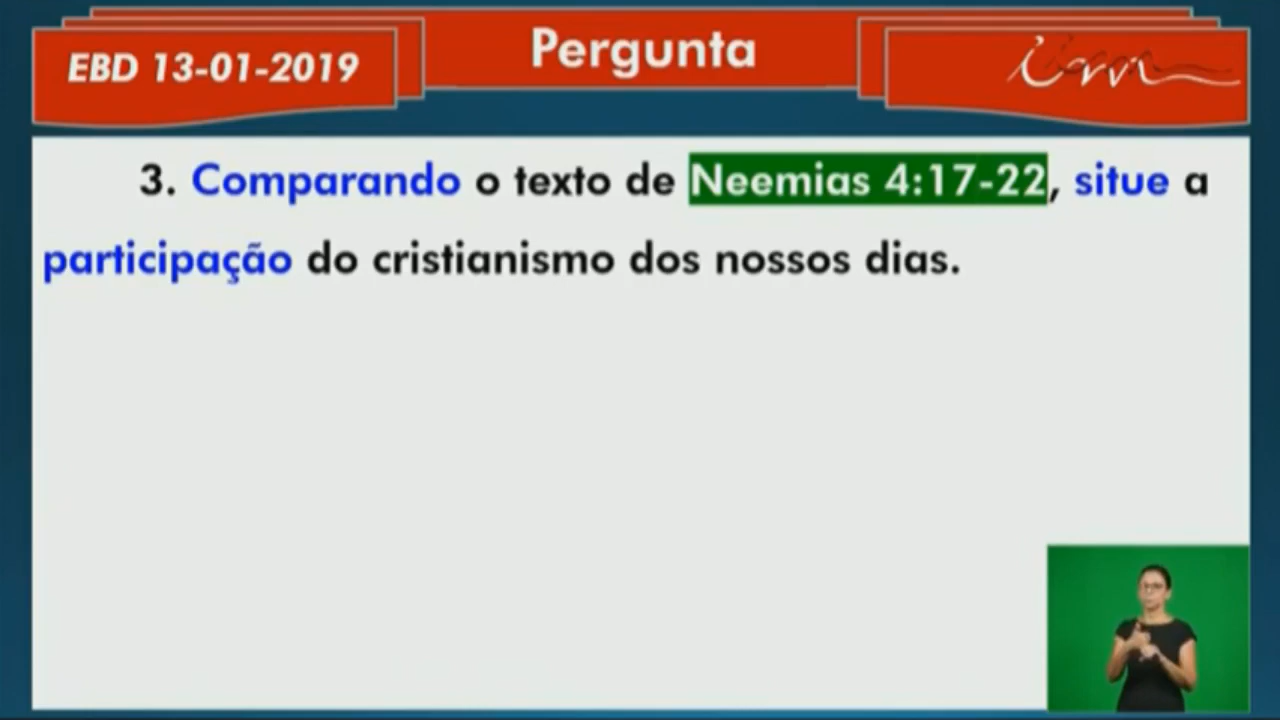 EBD 13-01-2019
Pergunta
3. Comparando o texto de Neemias 4:17-22, situe a
participação do cristianismo dos nossos dias.